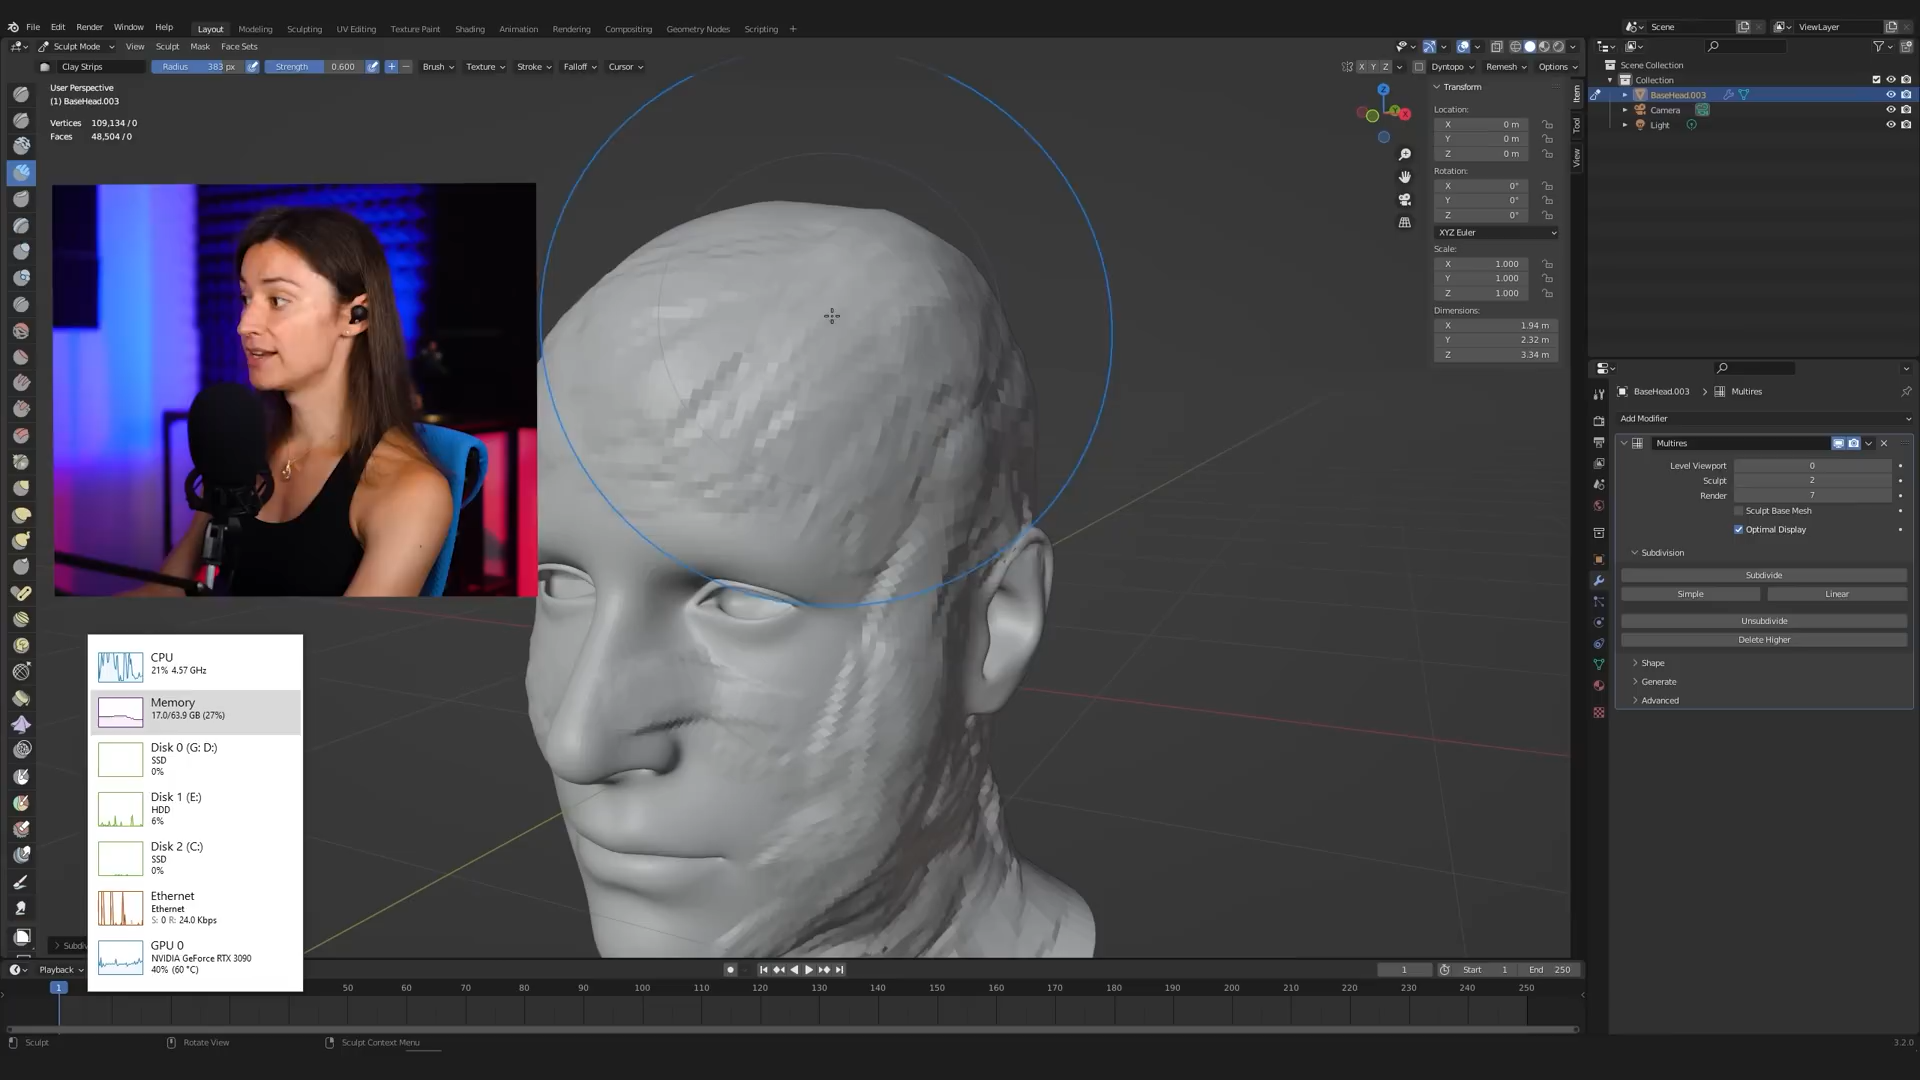 File Edit Render Window Help Layout Modeling Sculpting UV Editing Texture Paint Shading Animation Rendering Compositing Geometry Nodes Scripting + Scene ViewLayer
Sculpt Mode View Sculpt Mask Face Sets
Clay Strips Radius 383 px Strength 0.600 Brush Texture Stroke Falloff Cursor X Y Z Dyntopo Remesh Options
User Perspective
(1) BaseHead.003
Vertices 109,134 / 0
Faces 48,504 / 0
Z
Y
X
Transform
Location:
X 0 m
Y 0 m
Z 0 m
Rotation:
X 0°
Y 0°
Z 0°
XYZ Euler
Scale:
X 1.000
Y 1.000
Z 1.000
Dimensions:
X 1.94 m
Y 2.32 m
Z 3.34 m
Item
Tool
View
Scene Collection
Collection
BaseHead.003
Camera
Light
BaseHead.003 > Multires
Add Modifier
Multires
Level Viewport 0
Sculpt 2
Render 7
Sculpt Base Mesh
Optimal Display
Subdivision
Subdivide
Simple Linear
Unsubdivide
Delete Higher
Shape
Generate
Advanced
CPU
21% 4.57 GHz
Memory
17.0/63.9 GB (27%)
Disk 0 (G: D:)
SSD
0%
Disk 1 (E:)
HDD
6%
Disk 2 (C:)
SSD
0%
Ethernet
Ethernet
S: 0 R: 24.0 Kbps
GPU 0
NVIDIA GeForce RTX 3090
40% (60 °C)
Subdiv
Playback 1 Start 1 End 250
1 50 60 70 80 90 100 110 120 130 140 150 160 170 180 190 200 210 220 230 240 250
Sculpt Rotate View Sculpt Context Menu 3.2.0